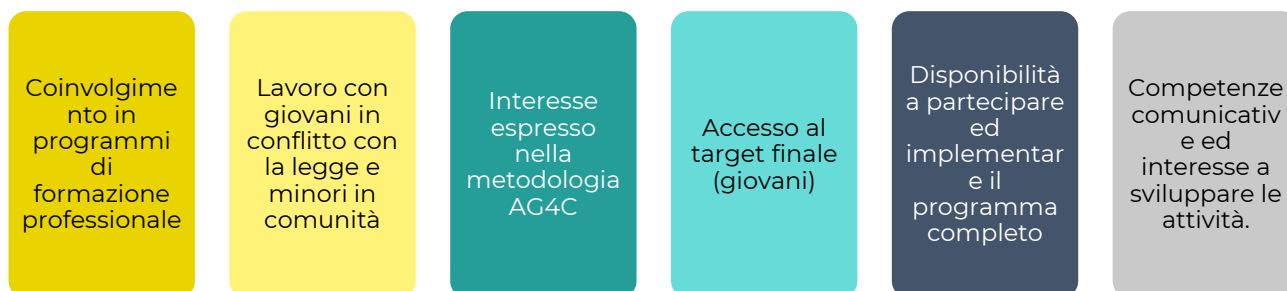 Coinvolgime
nto in
programmi
di
formazione
professionale
Lavoro con
giovani in
conflitto con
la legge e
minori in
comunità
Interesse
espresso
nella
metodologia
AG4C
Accesso al
target finale
(giovani)
Disponibilità
a partecipare
ed
implementar
e il
programma
completo
Competenze
comunicativ
e ed
interesse a
sviluppare le
attività.